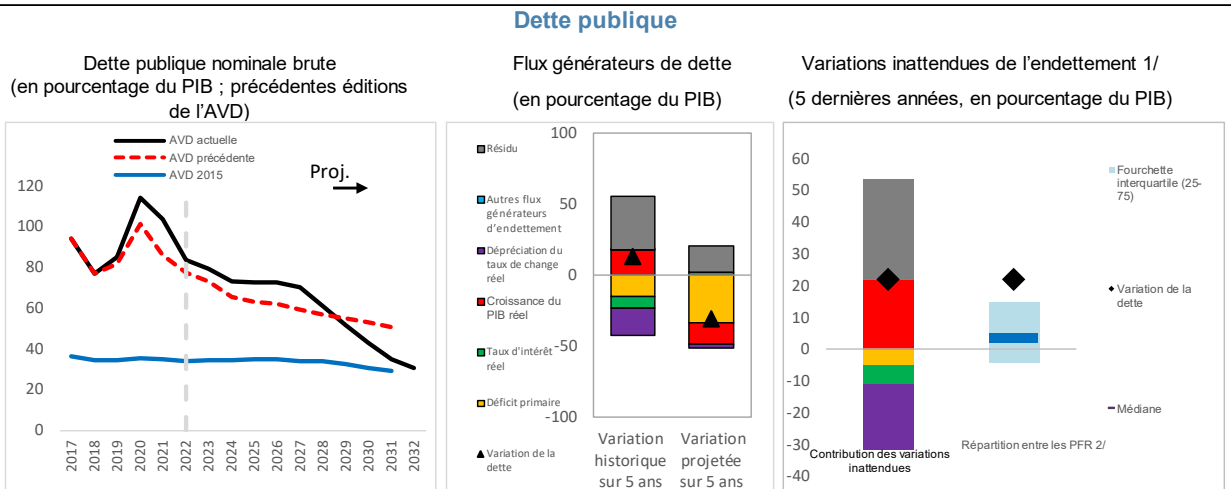 Dette publique
Dette publique nominale brute
(en pourcentage du PIB ; précédentes éditions
de l'AVD)
AVD actuelle
AVD précédente
AVD 2015
Proj.
120
100
80
60
40
20
0
2017
2018
2019
2020
2021
2022
2023
2024
2025
2026
2027
2028
2029
2030
2031
2032
Flux générateurs de dette
(en pourcentage du PIB)
Résidu
Autres flux
générateurs
d'endettement
Dépréciation du
taux de change
réel
Croissance du
PIB réel
Taux d'intérêt
réel
Déficit primaire
Variation de la
dette
100
50
0
-50
-100
Variation
historique
sur 5 ans
Variation
projetée
sur 5 ans
Variations inattendues de l'endettement 1/
(5 dernières années, en pourcentage du PIB)
60
50
40
30
20
10
0
-10
-20
-30
-40
Contribution des variations
inattendues
Répartition entre les PFR 2/
Fourchette
interquartile (25-
75)
Variation de la
dette
Médiane